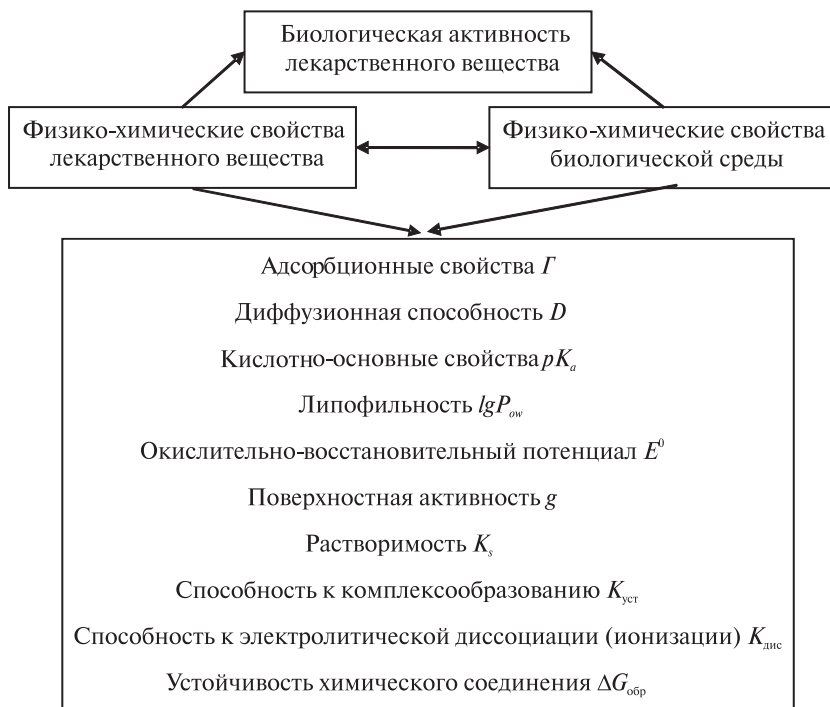 Биологическая активность
лекарственного вещества
Физико-химические свойства
лекарственного вещества
Физико-химические свойства
биологической среды
Адсорбционные свойства Г
Диффузионная способность D
Кислотно-основные свойства pKa
Липофильность lgPow
Окислительно-восстановительный потенциал E⁰
Поверхностная активность g
Растворимость Ks
Способность к комплексообразованию Kуст
Способность к электролитической диссоциации (ионизации) Kдис
Устойчивость химического соединения ΔGобр